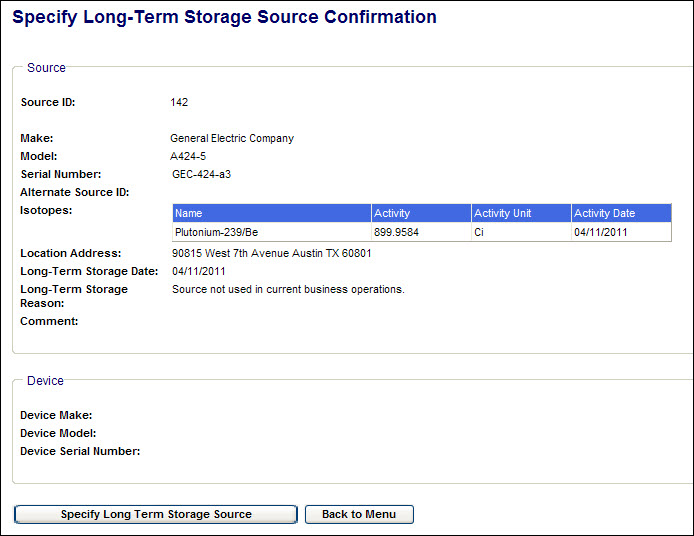 Specify Long-Term Storage Source Confirmation
Source
Source ID: 142
Make: General Electric Company
Model: A424-5
Serial Number: GEC-424-a3
Alternate Source ID:
Isotopes:
Name Activity Activity Unit Activity Date
Plutonium-239/Be 899.9584 Ci 04/11/2011
Location Address: 90815 West 7th Avenue Austin TX 60801
Long-Term Storage Date: 04/11/2011
Long-Term Storage Source not used in current business operations.
Reason:
Comment:
Device
Device Make:
Device Model:
Device Serial Number:
Specify Long Term Storage Source Back to Menu